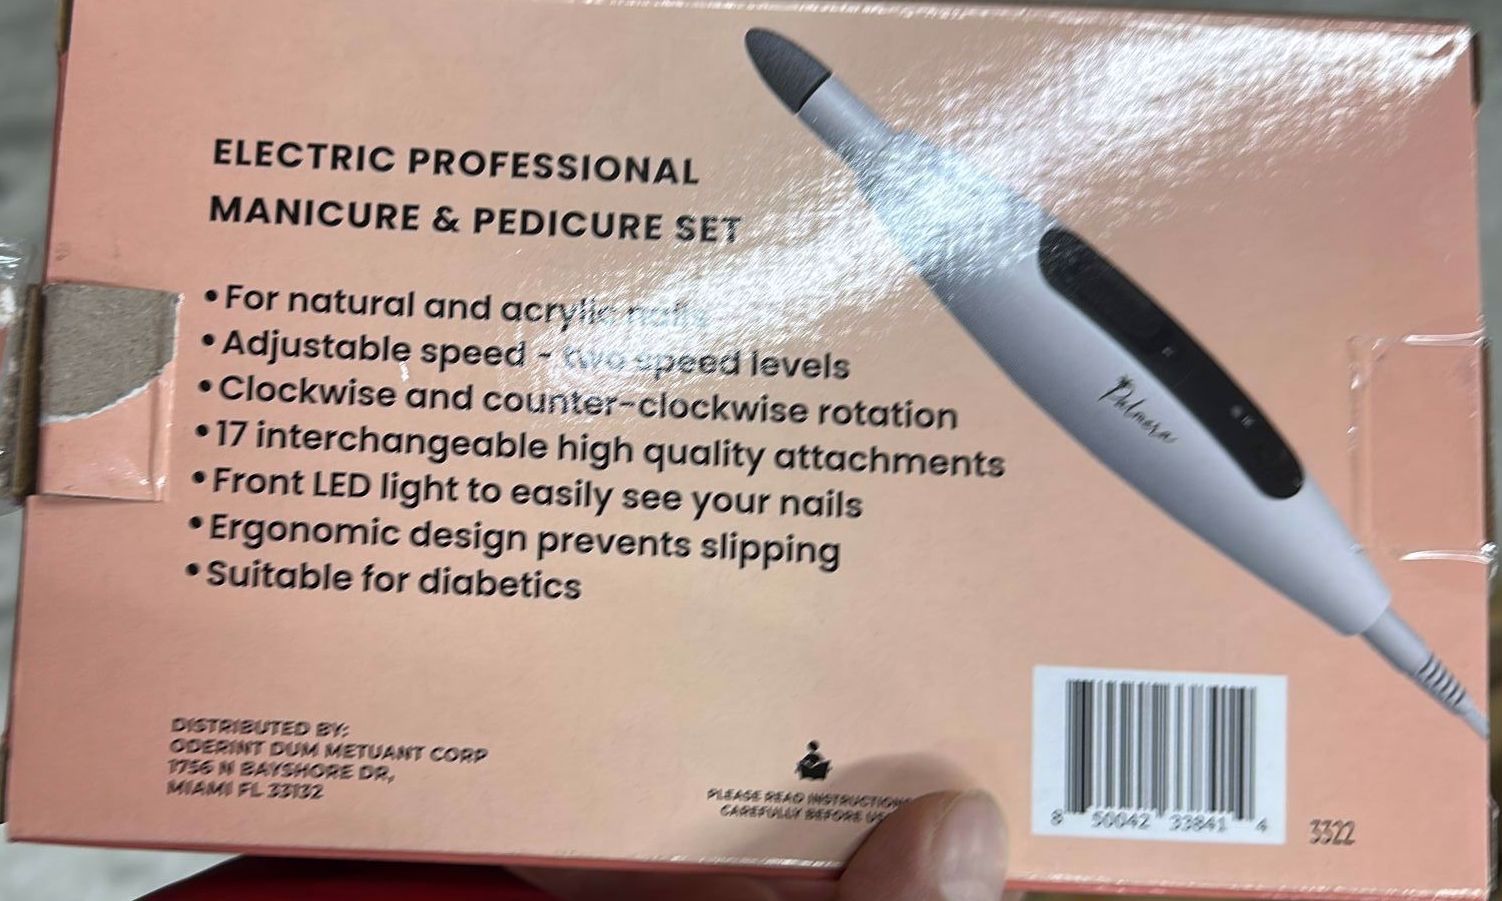 ELECTRIC PROFESSIONAL
MANICURE & PEDICURE SET
• For natural and acrylic nails
• Adjustable speed - two speed levels
• Clockwise and counter-clockwise rotation
• 17 interchangeable high quality attachments
• Front LED light to easily see your nails
• Ergonomic design prevents slipping
• Suitable for diabetics
Palmera
DISTRIBUTED BY:
ODERINT DUM METUANT CORP
1756 N BAYSHORE DR,
MIAMI FL 33132
PLEASE READ INSTRUCTIONS
CAREFULLY BEFORE
8 50042 33841 4
3322